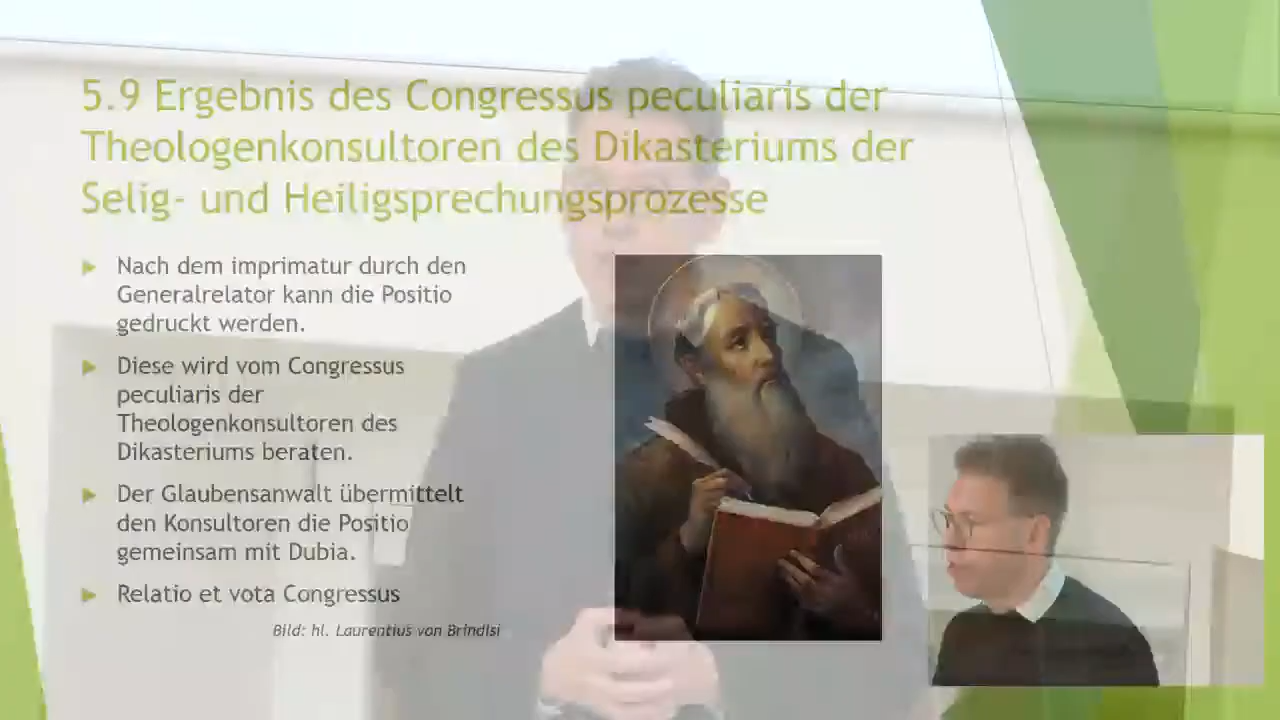 5.9 Ergebnis des Congressus peculiaris der
Theologenkonsultoren des Dikasteriums der
Selig- und Heiligsprechungsprozesse
Nach dem imprimatur durch den
Generalrelator kann die Positio
gedruckt werden.
Diese wird vom Congressus
peculiaris der
Theologenkonsultoren des
Dikasteriums beraten.
Der Glaubensanwalt übermittelt
den Konsultoren die Positio
gemeinsam mit Dubia.
Relatio et vota Congressus
Bild: hl. Laurentius von Brindisi